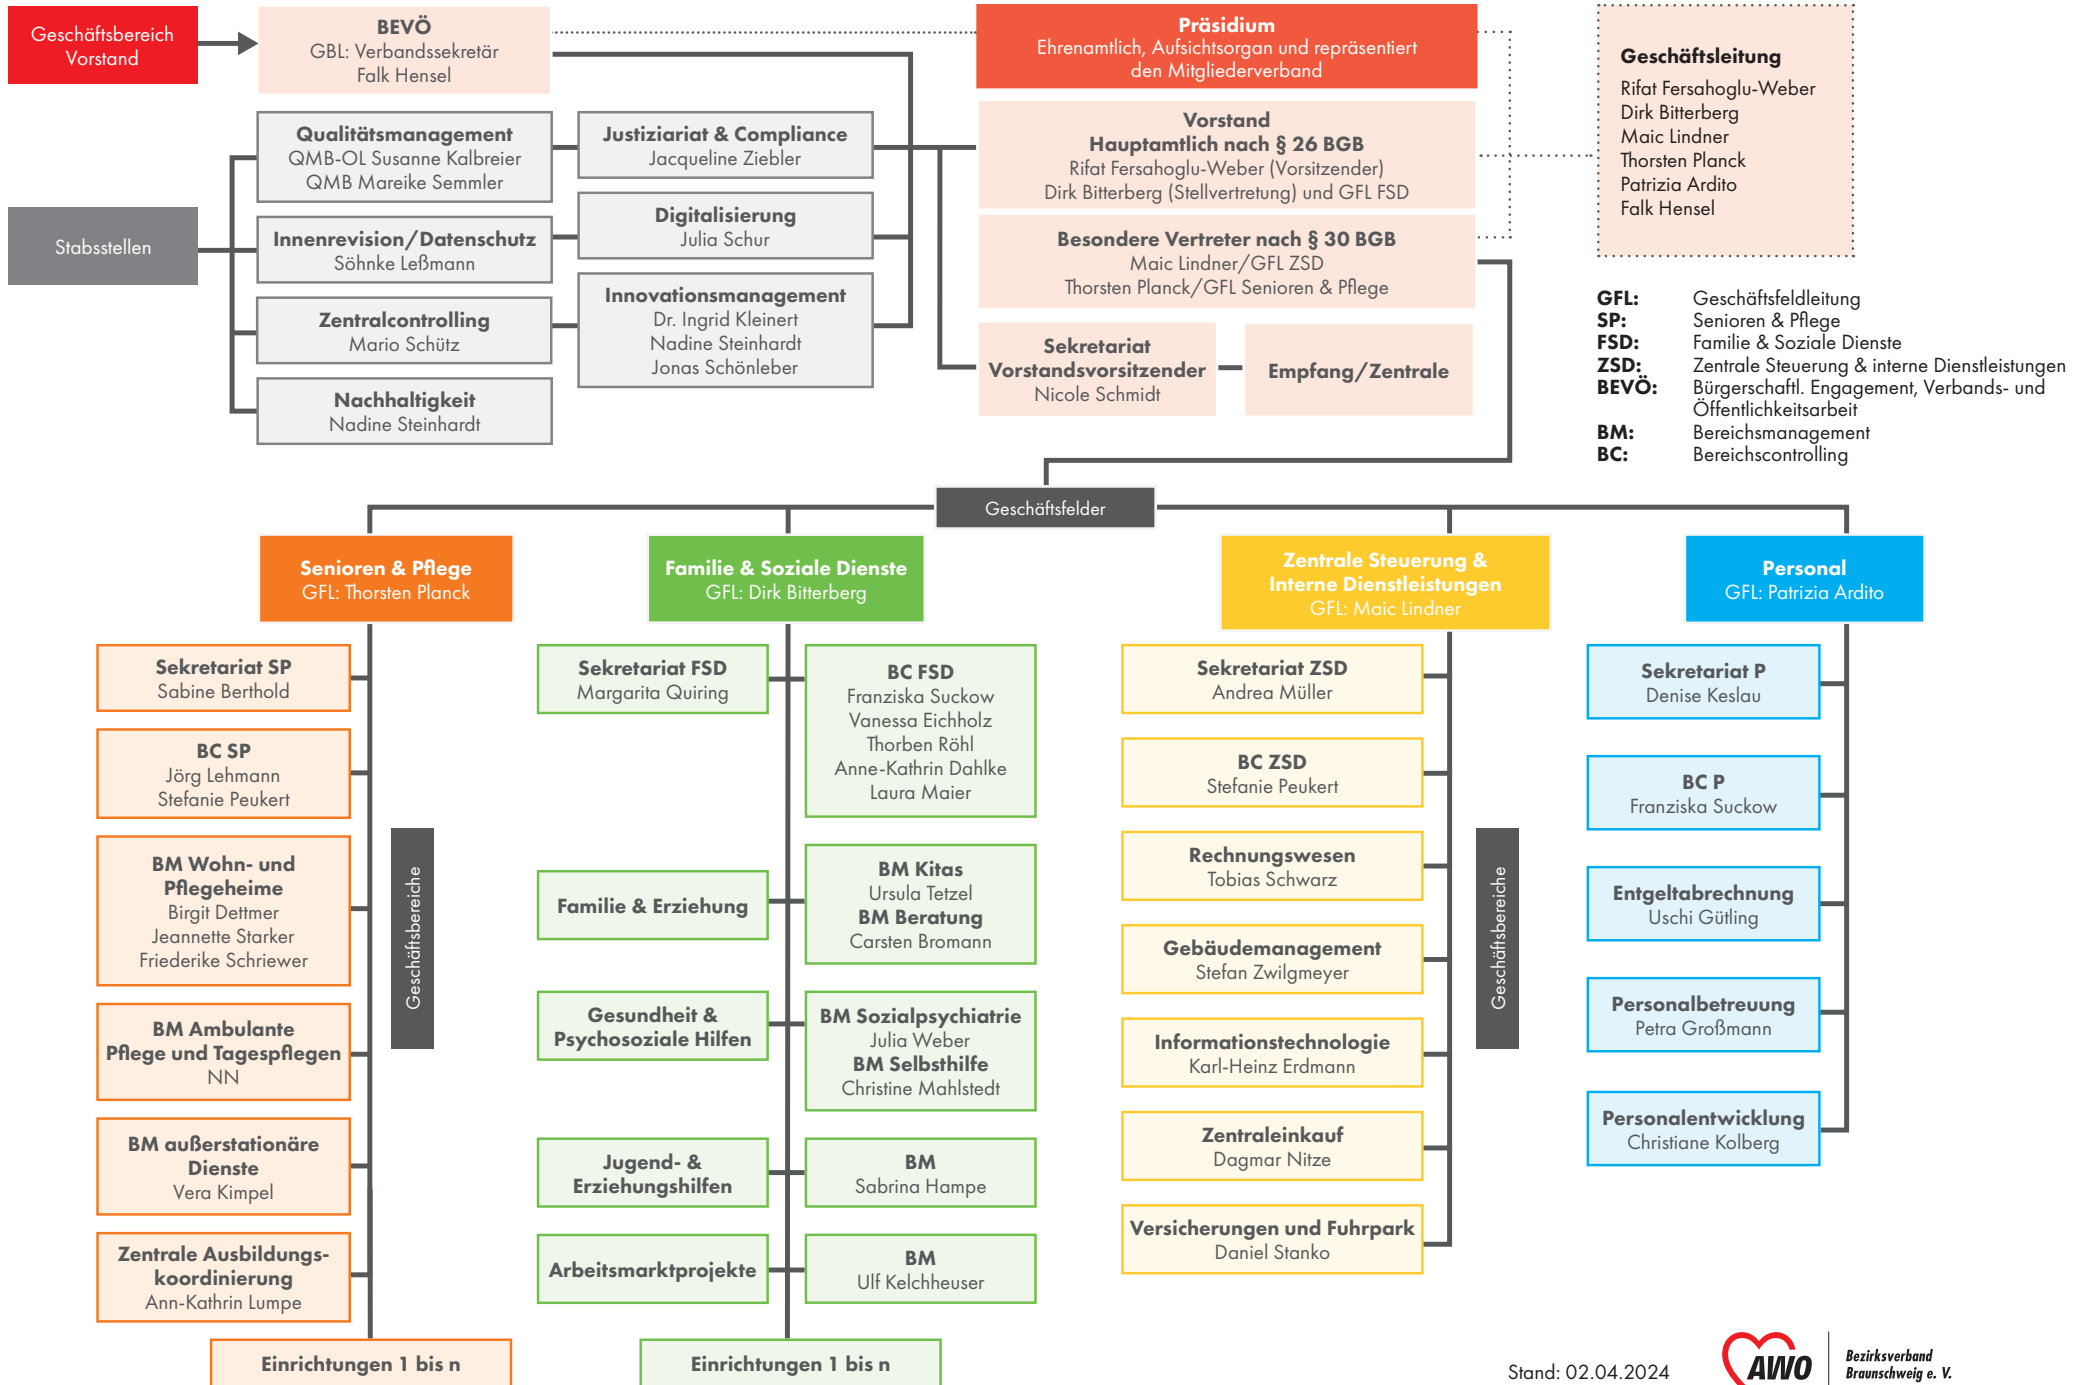 Geschäftsbereich
Vorstand
BEVÖ
GBL: Verbandssekretär
Falk Hensel
Präsidium
Ehrenamtlich, Aufsichtsorgan und repräsentiert
den Mitgliederverband
Geschäftsleitung
Rifat Fersahoglu-Weber
Dirk Bitterberg
Maic Lindner
Thorsten Planck
Patrizia Ardito
Falk Hensel
Stabsstellen
Qualitätsmanagement
QMB-OL Susanne Kalbreier
QMB Mareike Semmler
Justiziariat & Compliance
Jacqueline Ziebler
Innenrevision/Datenschutz
Söhnke Leßmann
Digitalisierung
Julia Schur
Zentralcontrolling
Mario Schütz
Innovationsmanagement
Dr. Ingrid Kleinert
Nadine Steinhardt
Jonas Schönleber
Nachhaltigkeit
Nadine Steinhardt
Vorstand
Hauptamtlich nach § 26 BGB
Rifat Fersahoglu-Weber (Vorsitzender)
Dirk Bitterberg (Stellvertretung) und GFL FSD
Besondere Vertreter nach § 30 BGB
Maic Lindner/GFL ZSD
Thorsten Planck/GFL Senioren & Pflege
Sekretariat
Vorstandsvorsitzender
Nicole Schmidt
Empfang/Zentrale
GFL: Geschäftsfeldleitung
SP: Senioren & Pflege
FSD: Familie & Soziale Dienste
ZSD: Zentrale Steuerung & interne Dienstleistungen
BEVÖ: Bürgerschaftl. Engagement, Verbands- und
Öffentlichkeitsarbeit
BM: Bereichsmanagement
BC: Bereichscontrolling
Geschäftsfelder
Senioren & Pflege
GFL: Thorsten Planck
Sekretariat SP
Sabine Berthold
BC SP
Jörg Lehmann
Stefanie Peukert
BM Wohn- und
Pflegeheime
Birgit Dettmer
Jeannette Starker
Friederike Schriewer
BM Ambulante
Pflege und Tagespflegen
NN
BM außerstationäre
Dienste
Vera Kimpel
Zentrale Ausbildungs-
koordinierung
Ann-Kathrin Lumpe
Einrichtungen 1 bis n
Geschäftsbereiche
Familie & Soziale Dienste
GFL: Dirk Bitterberg
Sekretariat FSD
Margarita Quiring
BC FSD
Franziska Suckow
Vanessa Eichholz
Thorben Röhl
Anne-Kathrin Dahlke
Laura Maier
Familie & Erziehung
BM Kitas
Ursula Tetzel
BM Beratung
Carsten Bromann
Gesundheit &
Psychosoziale Hilfen
BM Sozialpsychiatrie
Julia Weber
BM Selbsthilfe
Christine Mahlstedt
Jugend- &
Erziehungshilfen
BM
Sabrina Hampe
Arbeitsmarktprojekte
BM
Ulf Kelchheuser
Einrichtungen 1 bis n
Zentrale Steuerung &
Interne Dienstleistungen
GFL: Maic Lindner
Sekretariat ZSD
Andrea Müller
BC ZSD
Stefanie Peukert
Rechnungswesen
Tobias Schwarz
Gebäudemanagement
Stefan Zwilgmeyer
Informationstechnologie
Karl-Heinz Erdmann
Zentraleinkauf
Dagmar Nitze
Versicherungen und Fuhrpark
Daniel Stanko
Geschäftsbereiche
Personal
GFL: Patrizia Ardito
Sekretariat P
Denise Keslau
BC P
Franziska Suckow
Entgeltabrechnung
Uschi Gütling
Personalbetreuung
Petra Großmann
Personalentwicklung
Christiane Kolberg
Stand: 02.04.2024
AWO
Bezirksverband
Braunschweig e. V.